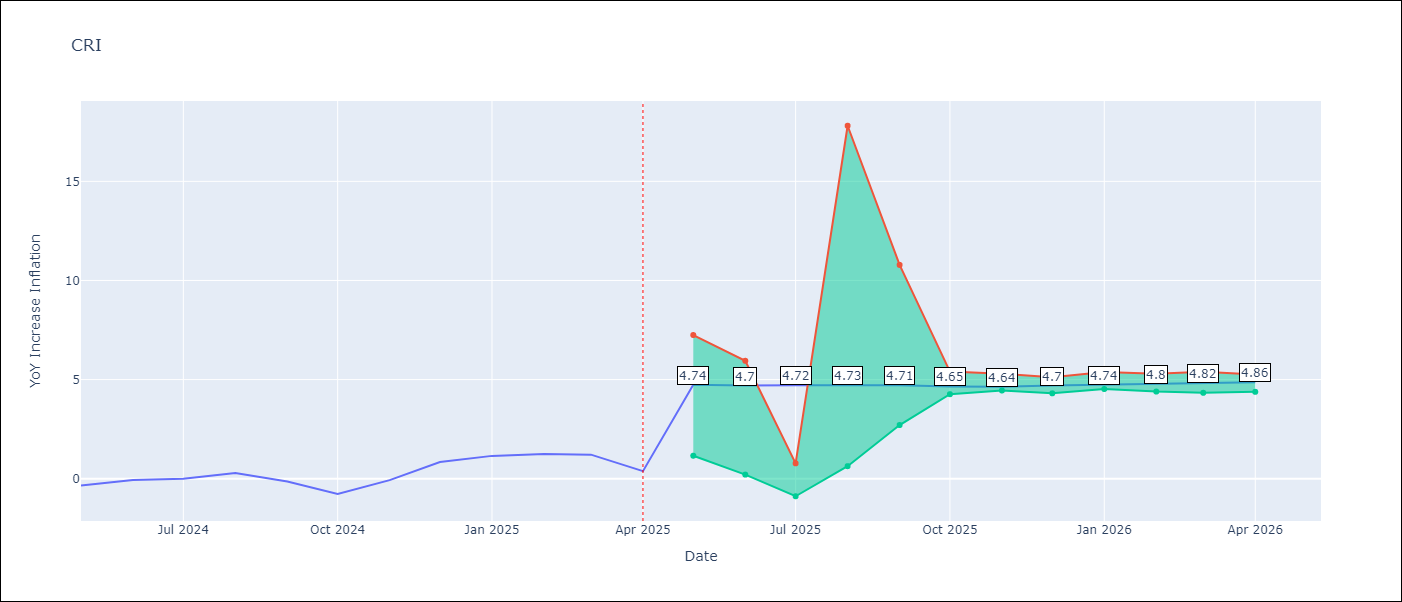 CRI
YoY Increase Inflation
15
10
5
0
4.74
4.7
4.72
4.73
4.71
4.65
4.64
4.7
4.74
4.8
4.82
4.86
Jul 2024
Oct 2024
Jan 2025
Apr 2025
Jul 2025
Oct 2025
Jan 2026
Apr 2026
Date